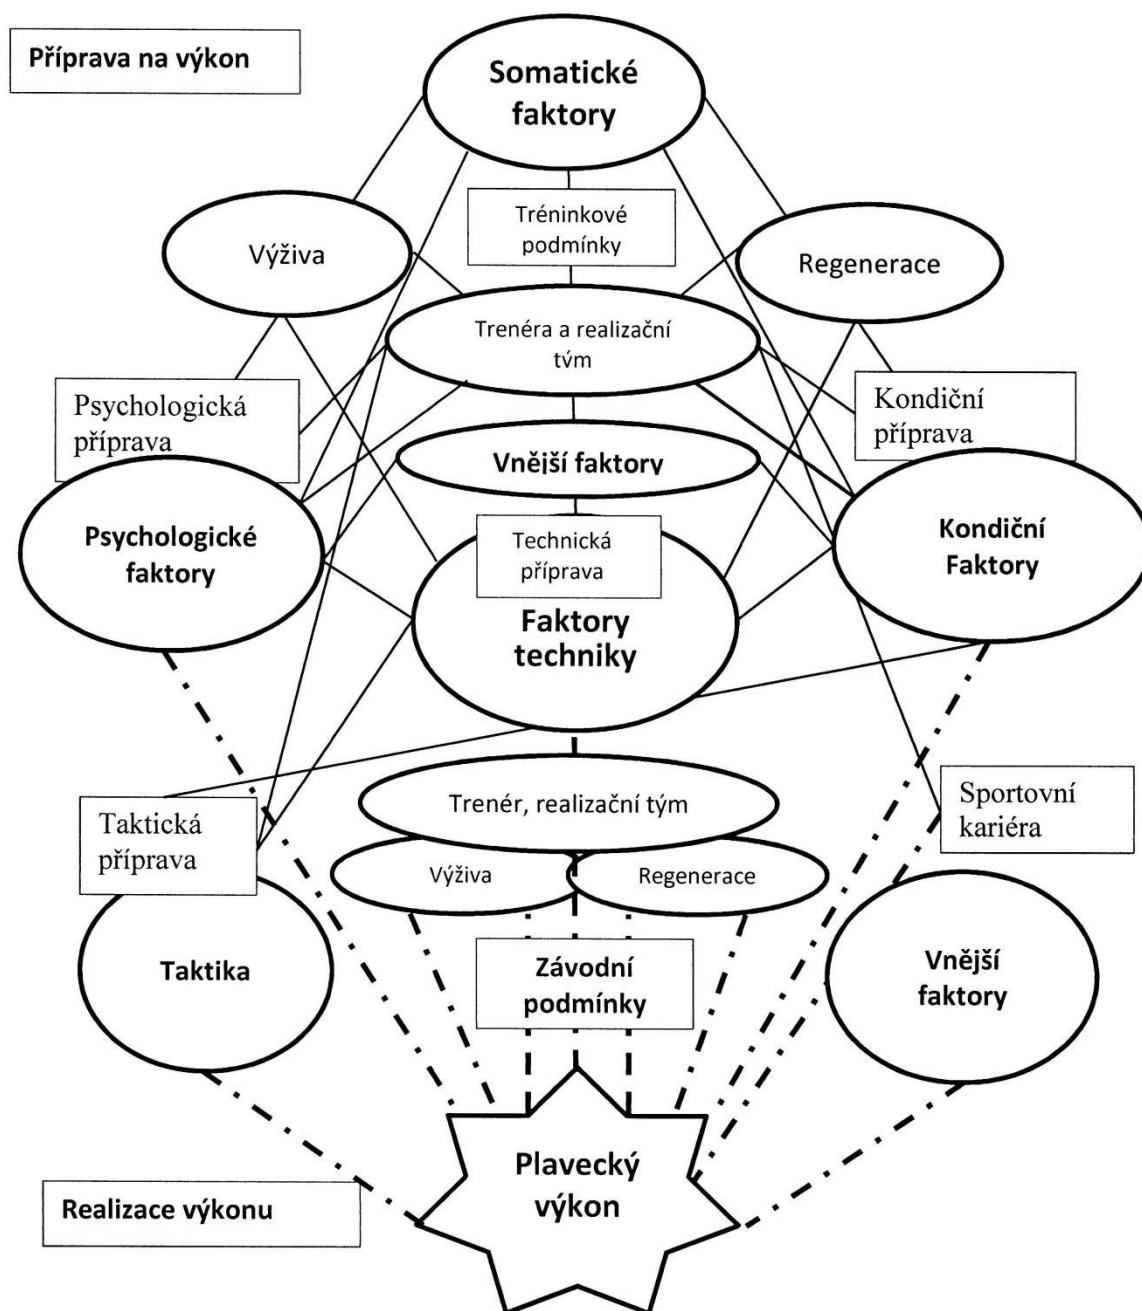 Příprava na výkon
Somatické
faktory
Tréninkové
podmínky
Výživa
Regenerace
Trenéra a realizační
tým
Psychologická
příprava
Kondiční
příprava
Vnější faktory
Psychologické
faktory
Technická
příprava
Kondiční
Faktory
Faktory
techniky
Trenér, realizační tým
Taktická
příprava
Sportovní
kariéra
Výživa
Regenerace
Taktika
Závodní
podmínky
Vnější
faktory
Plavecký
výkon
Realizace výkonu